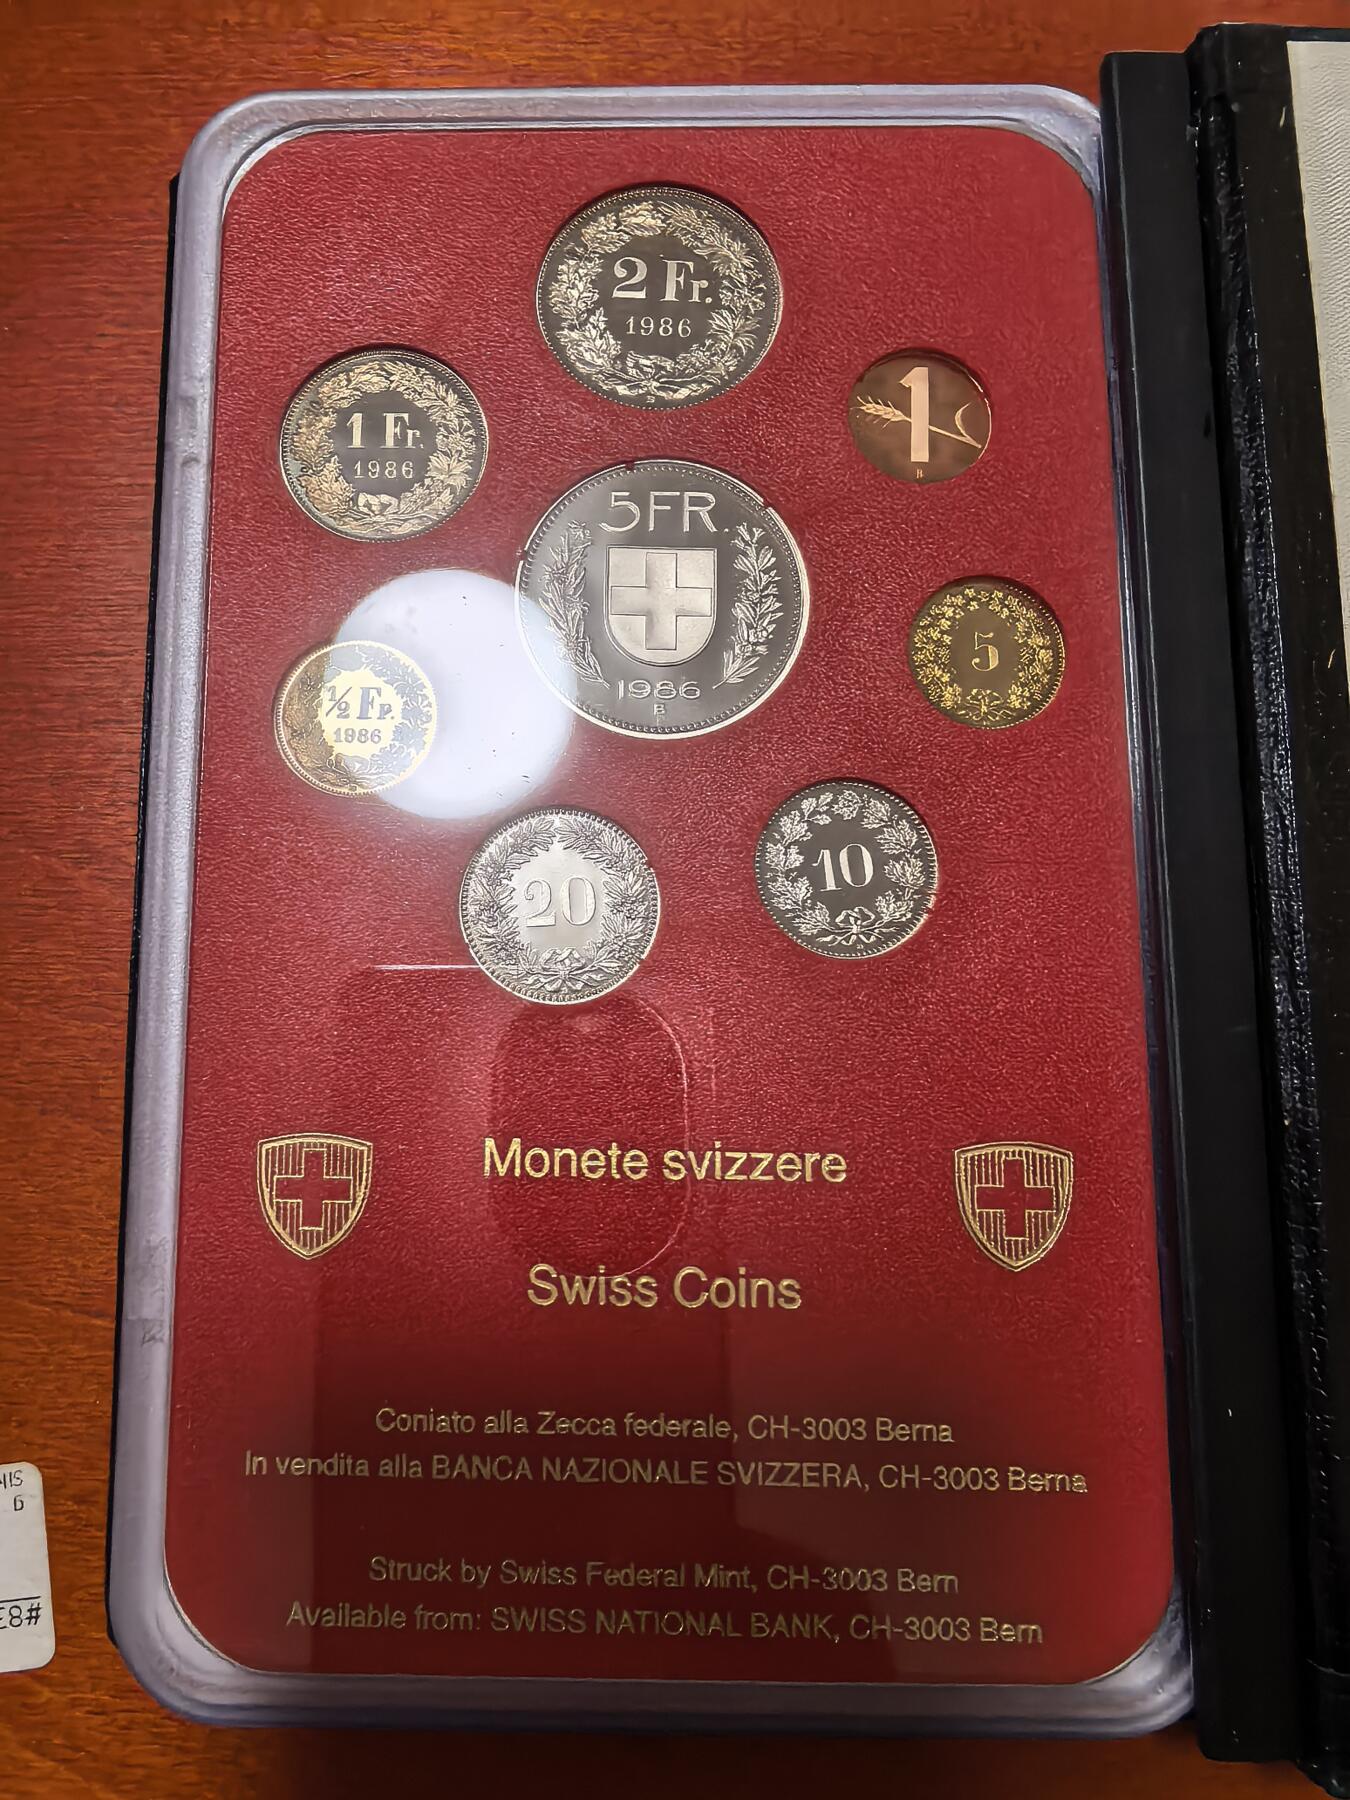 2 Fr.
1986
B
1 Fr.
1986
1
B
5 FR.
1986
B
5
½ Fr.
1986
B
20
10
B
Monete svizzere
Swiss Coins
Coniato alla Zecca federale, CH-3003 Berna
In vendita alla BANCA NAZIONALE SVIZZERA, CH-3003 Berna
Struck by Swiss Federal Mint, CH-3003 Bern
Available from: SWISS NATIONAL BANK, CH-3003 Bern